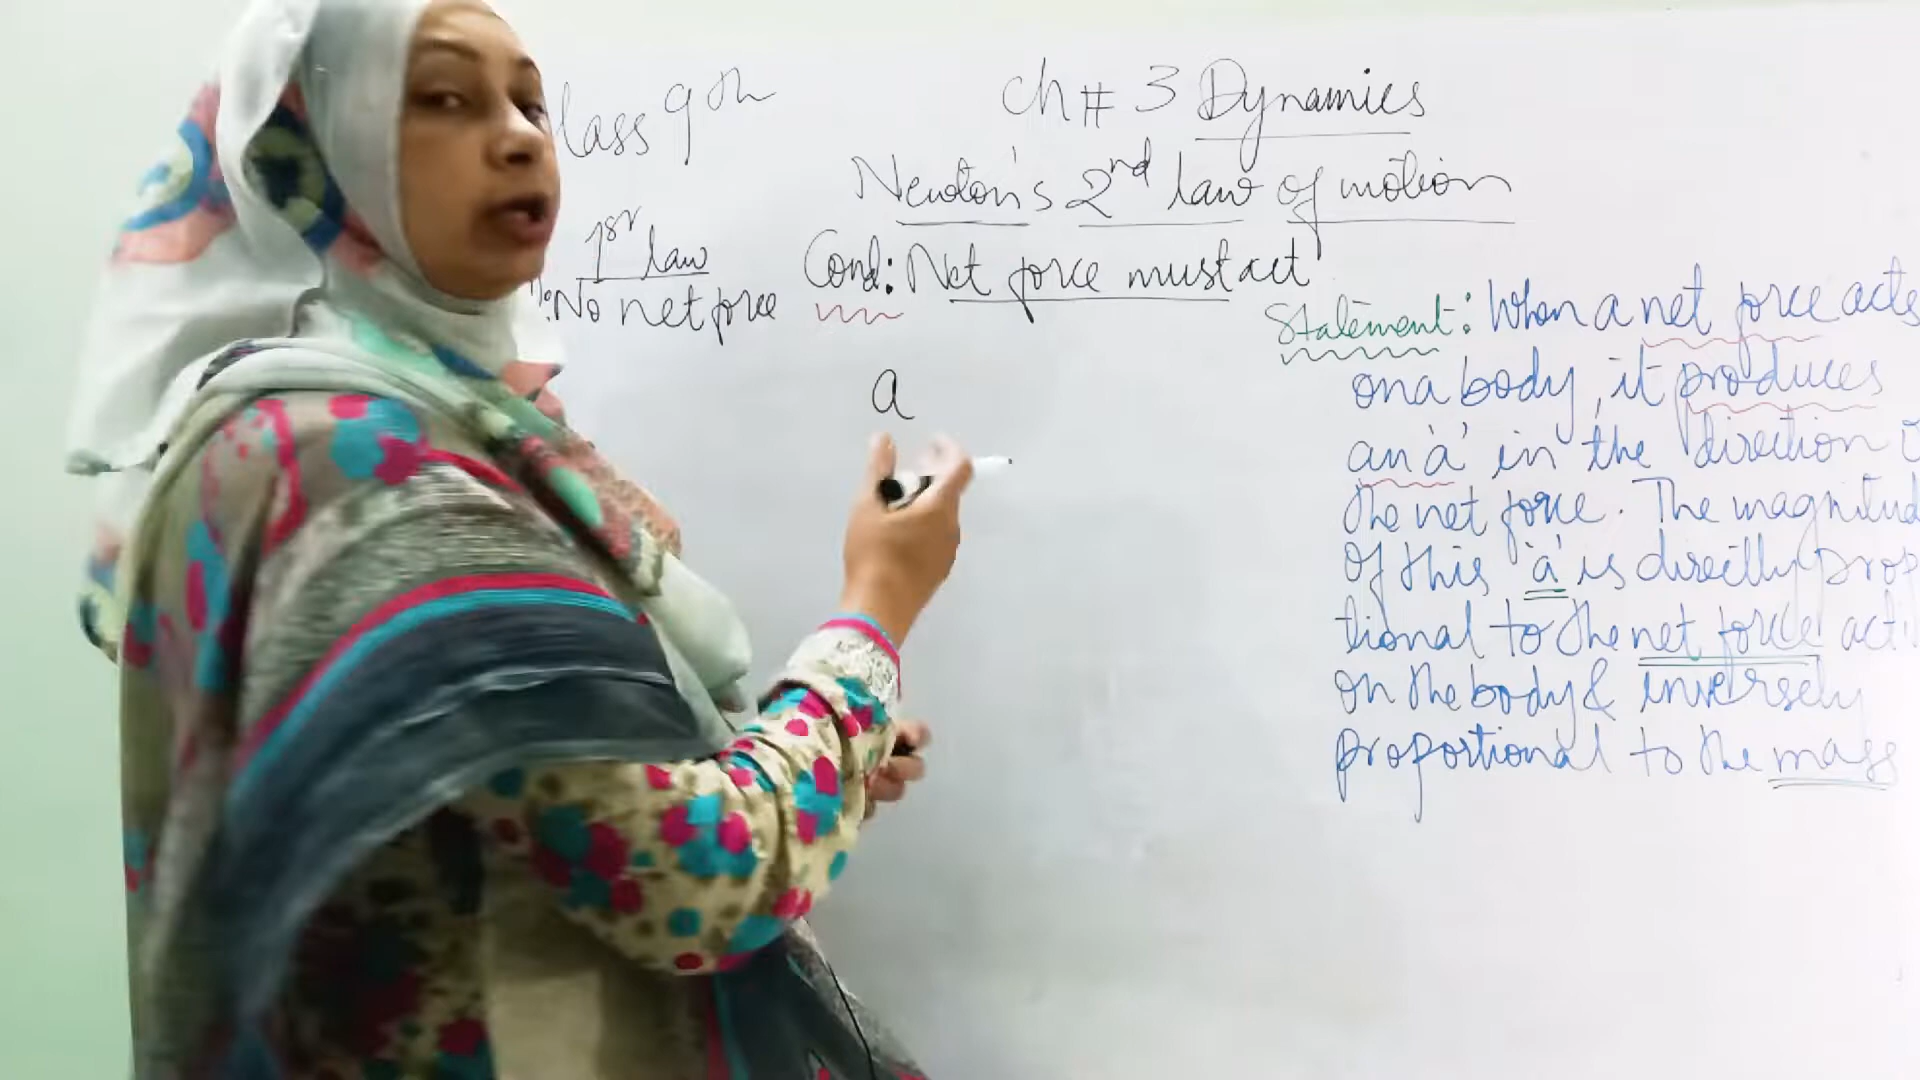 lass 9th
Ch # 3 Dynamics
Newton's 2nd law of motion
1st law
No net force
Cond: Net force must act
a
Statement: When a net force acts
on a body, it produces
an 'a' in the direction
the net force. The magnitud
of this 'a' is directly prop
tional to the net force acti
on the body & inversely
proportional to the mass